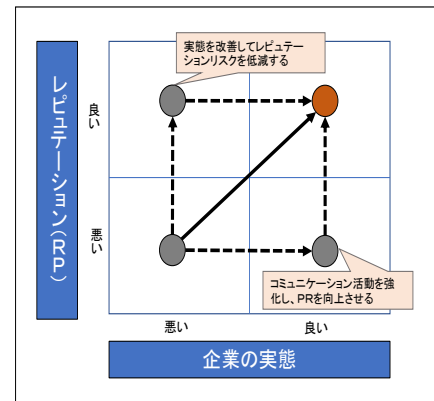 実態を改善してレピュテー
ションリスクを低減する
レピュテーション(RP)
良い
悪い
コミュニケーション活動を強
化し、PRを向上させる
悪い
良い
企業の実態